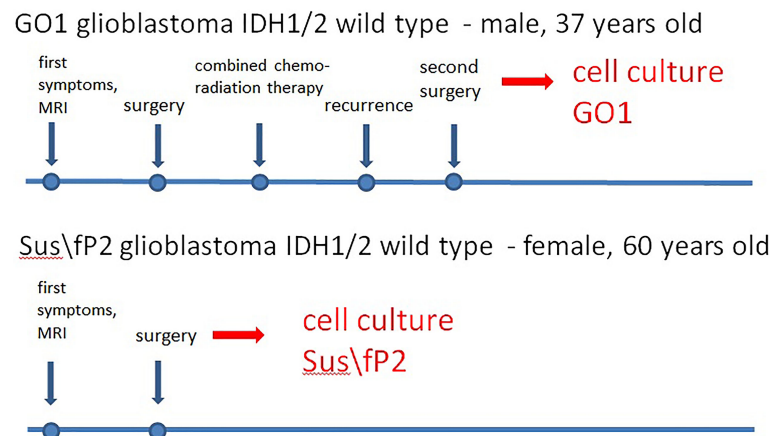 GO1 glioblastoma IDH1/2 wild type - male, 37 years old
first
symptoms,
MRI
surgery
combined chemo-
radiation therapy
recurrence
second
surgery
cell culture
GO1
Sus\fP2 glioblastoma IDH1/2 wild type - female, 60 years old
first
symptoms,
MRI
surgery
cell culture
Sus\fP2